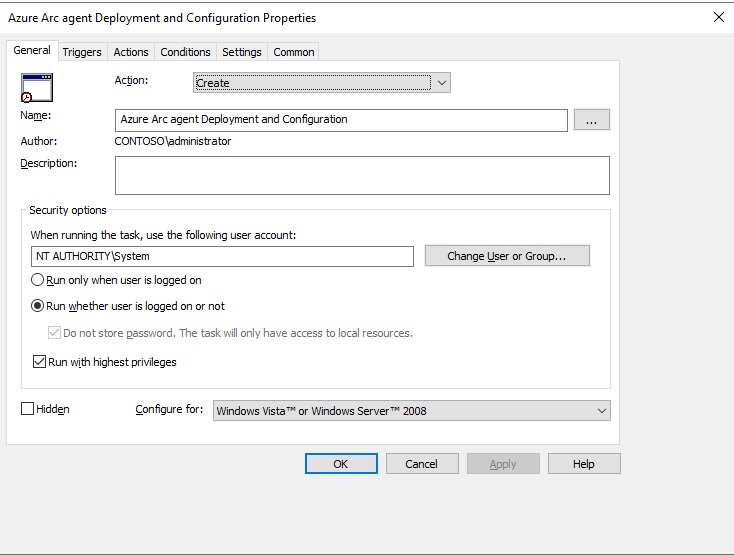 Azure Arc agent Deployment and Configuration Properties
General Triggers Actions Conditions Settings Common
Action: Create
Name: Azure Arc agent Deployment and Configuration ...
Author: CONTOSO\administrator
Description:
Security options
When running the task, use the following user account:
NT AUTHORITY\System Change User or Group...
Run only when user is logged on
Run whether user is logged on or not
Do not store password. The task will only have access to local resources.
Run with highest privileges
Hidden Configure for: Windows Vista™ or Windows Server™ 2008
OK Cancel Apply Help